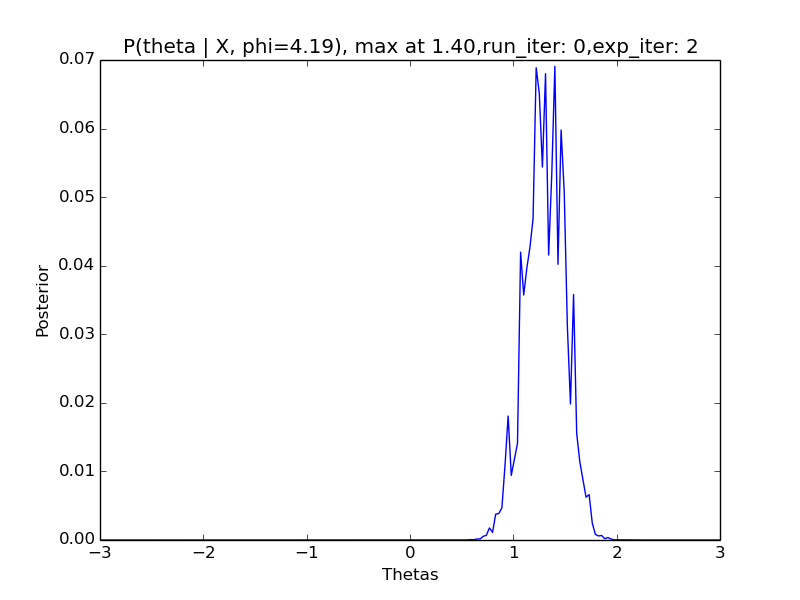 P(theta | X, phi=4.19), max at 1.40,run_iter: 0,exp_iter: 2
0.07
0.06
0.05
0.04
0.03
0.02
0.01
0.00
Posterior
−3 −2 −1 0 1 2 3
Thetas